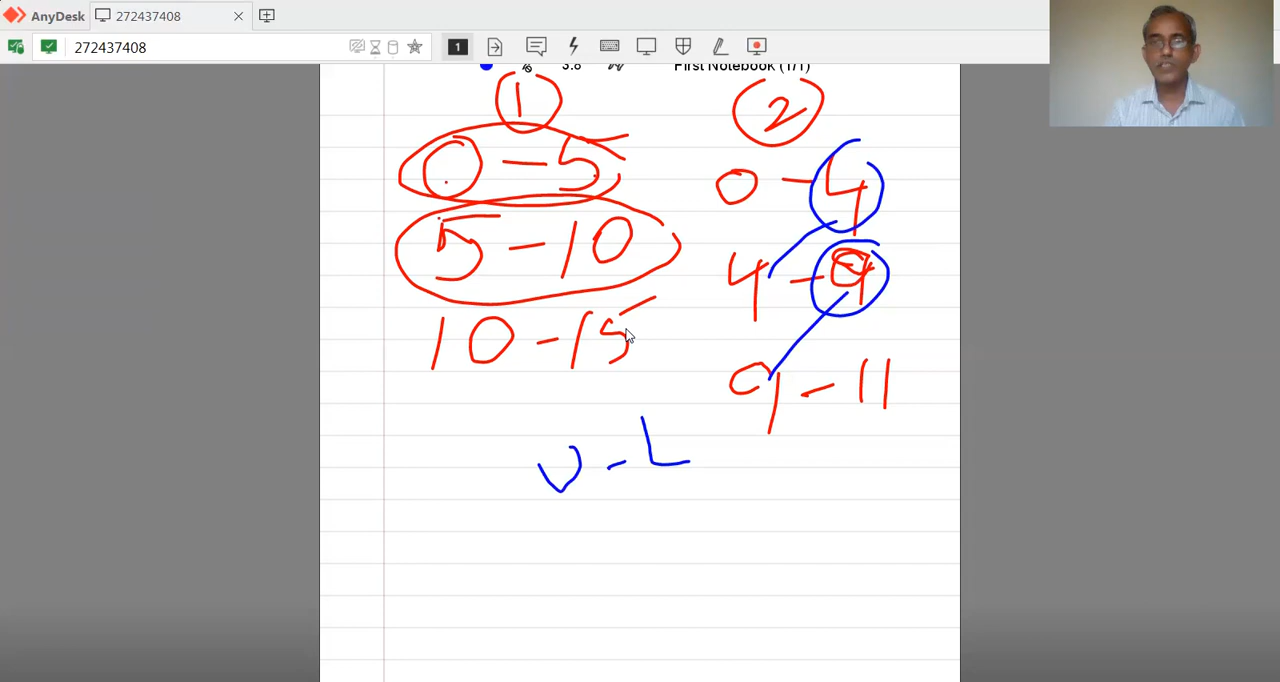 AnyDesk
272437408
272437408
1
3.8
First Notebook (1/1)
1
2
0 - 5
0 - 4
5 - 10
4 - 9
10 - 15
9 - 11
U - L